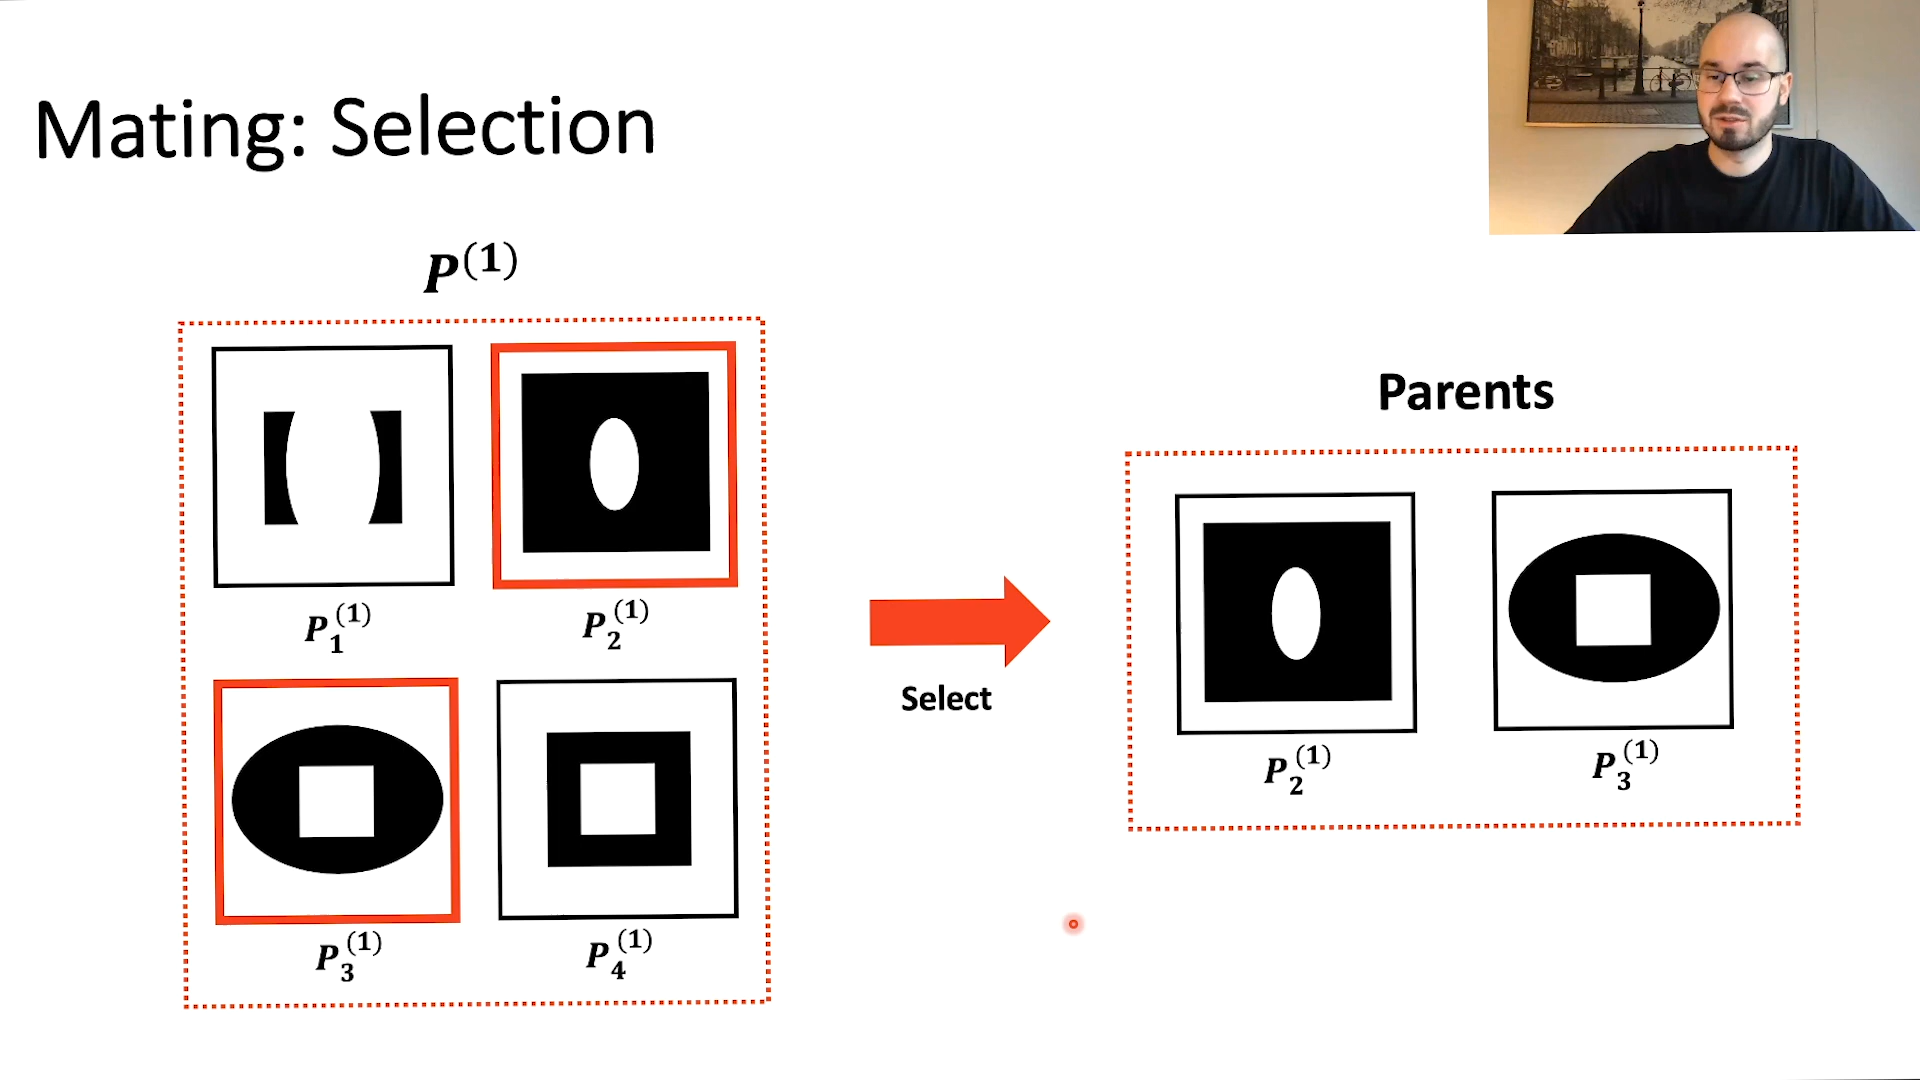 Mating: Selection
P(1)
P1(1)
P2(1)
P3(1)
P4(1)
Select
Parents
P2(1)
P3(1)